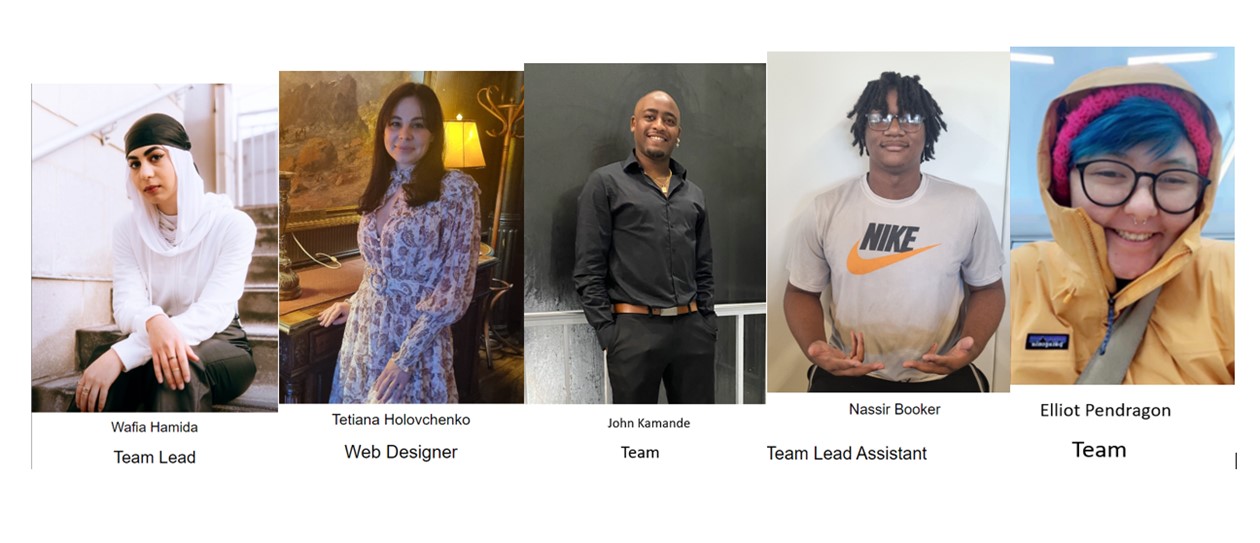 NIKE
Wafia Hamida
Team Lead
Tetiana Holovchenko
Web Designer
John Kamande
Team
Nassir Booker
Team Lead Assistant
Elliot Pendragon
Team